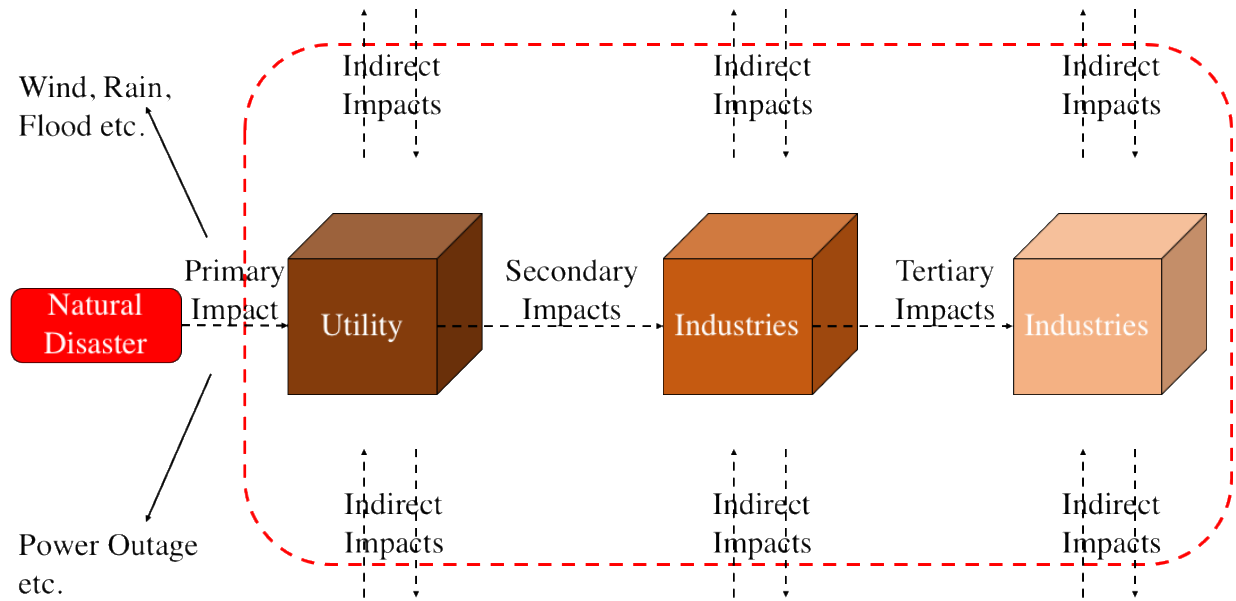 Indirect
Impacts
Indirect
Impacts
Indirect
Impacts
Wind, Rain,
Flood etc.
Primary
Impact
Secondary
Impacts
Tertiary
Impacts
Natural
Disaster
Utility
Industries
Industries
Indirect
Impacts
Indirect
Impacts
Indirect
Impacts
Power Outage
etc.